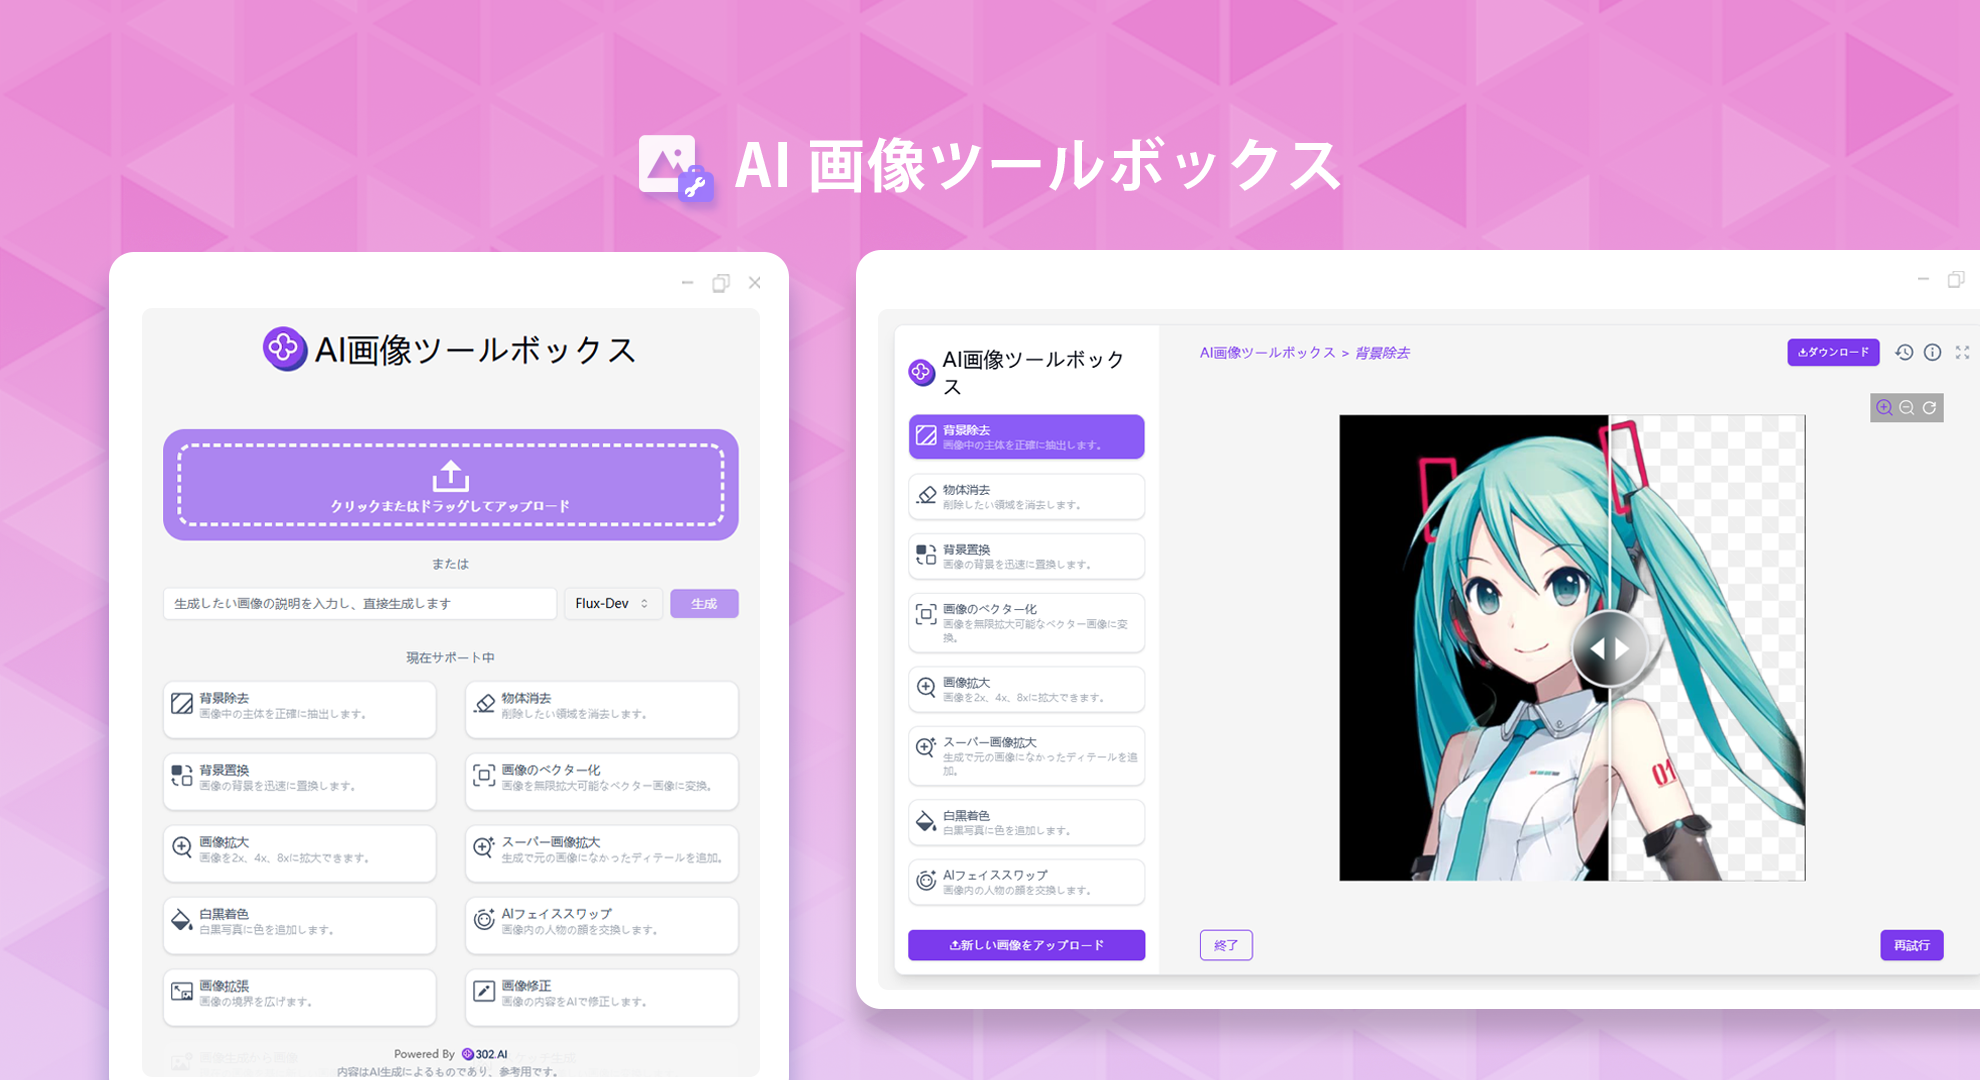 AI 画像ツールボックス
AI画像ツールボックス
クリックまたはドラッグしてアップロード
または
生成したい画像の説明を入力し、直接生成します
Flux-Dev
生成
現在サポート中
背景除去
画像中の主体を正確に抽出します。
物体消去
削除したい領域を消去します。
背景置換
画像の背景を迅速に置換します。
画像のベクター化
画像を無限拡大可能なベクター画像に変換。
画像拡大
画像を2x、4x、8xに拡大できます。
スーパー画像拡大
生成で元の画像になかったディテールを追加。
白黒着色
白黒写真に色を追加します。
AIフェイススワップ
画像内の人物の顔を交換します。
画像拡張
画像の境界を広げます。
画像修正
画像の内容をAIで修正します。
画像生成から画像
ケッチ生成
Powered By 302.AI
内容はAI生成によるものであり、参考用です。
AI画像ツールボック
ス
背景除去
画像中の主体を正確に抽出します。
物体消去
削除したい領域を消去します。
背景置換
画像の背景を迅速に置換します。
画像のベクター化
画像を無限拡大可能なベクター画像に変
換。
画像拡大
画像を2x、4x、8xに拡大できます。
スーパー画像拡大
生成で元の画像になかったディテールを追
加。
白黒着色
白黒写真に色を追加します。
AIフェイススワップ
画像内の人物の顔を交換します。
新しい画像をアップロード
AI画像ツールボックス > 背景除去
ダウンロード
01
終了
再試行